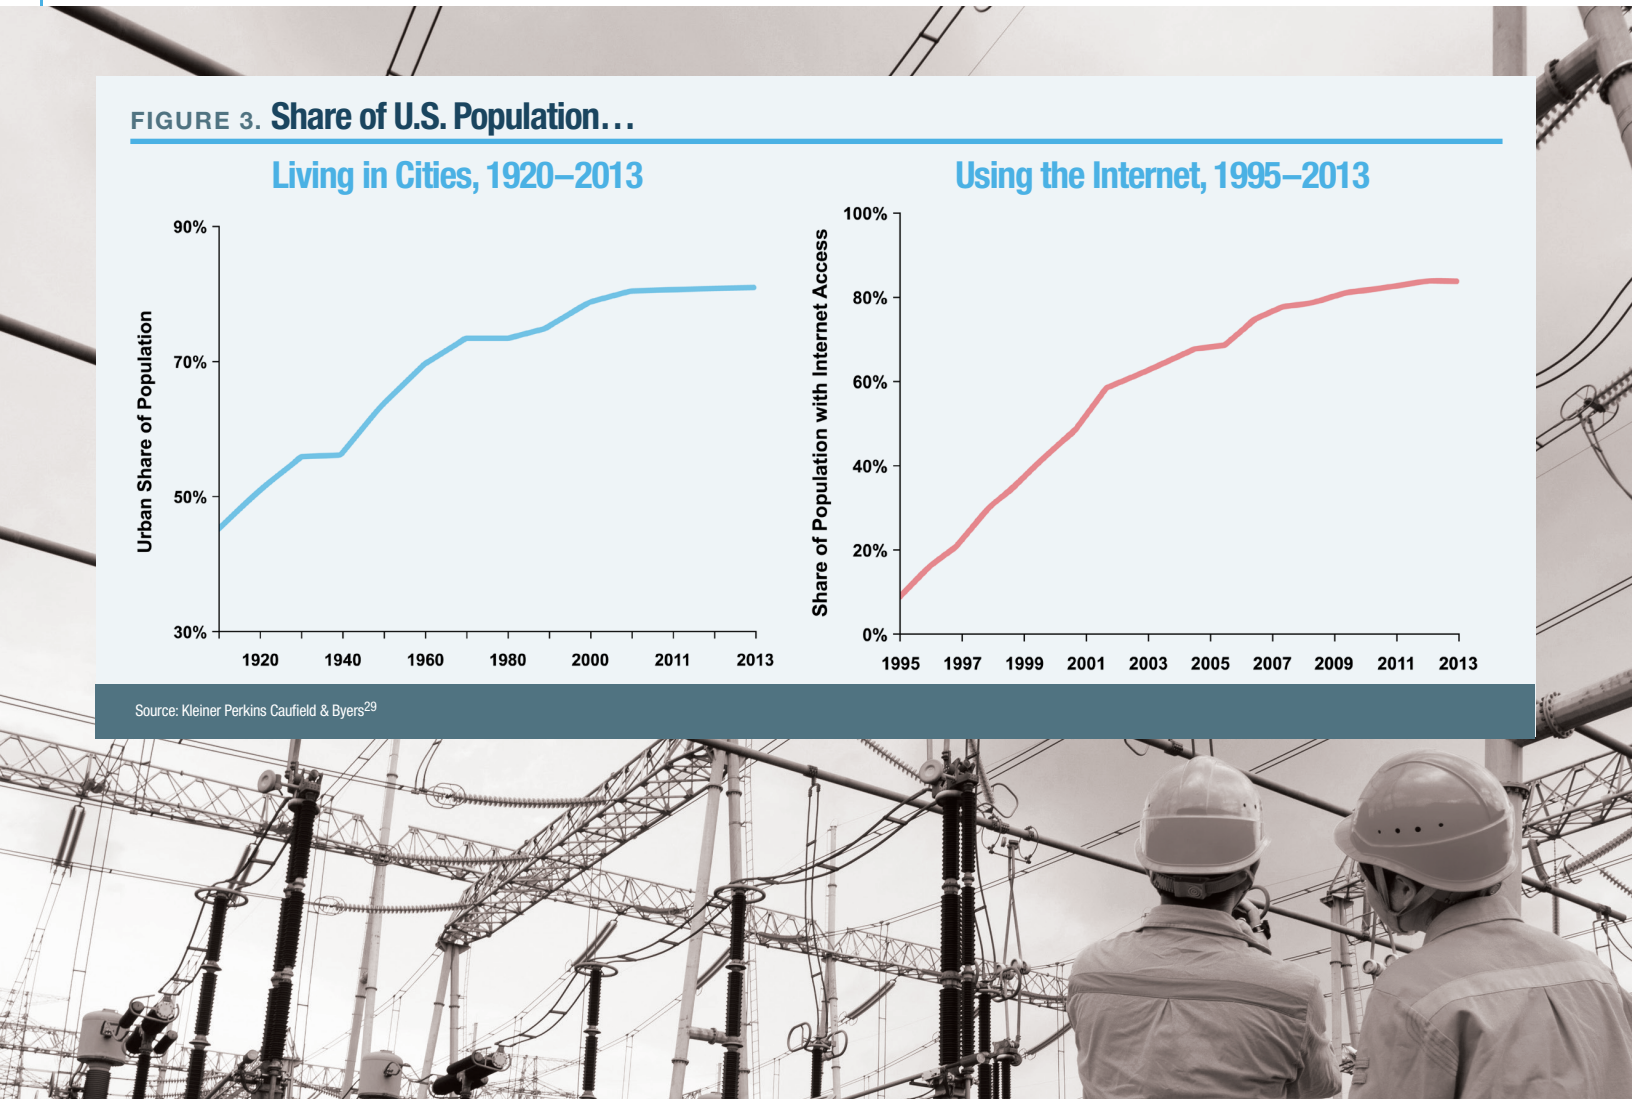 FIGURE 3. Share of U.S. Population…
Living in Cities, 1920–2013
Urban Share of Population
90%
70%
50%
30%
1920 1940 1960 1980 2000 2011 2013
Using the Internet, 1995–2013
Share of Population with Internet Access
100%
80%
60%
40%
20%
0%
1995 1997 1999 2001 2003 2005 2007 2009 2011 2013
Source: Kleiner Perkins Caufield & Byers29